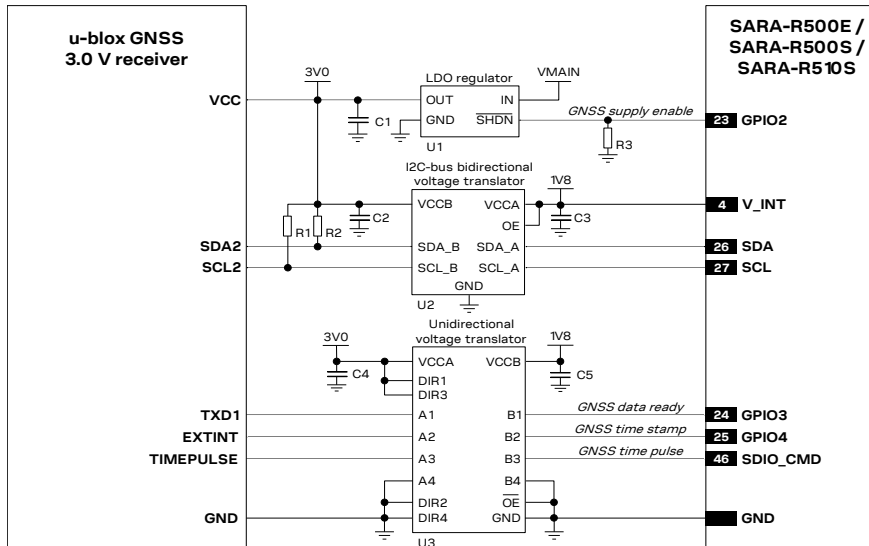 u-blox GNSS
3.0 V receiver
SARA-R500E /
SARA-R500S /
SARA-R510S
3V0
LDO regulator
VMAIN
VCC
OUT
IN
GNSS supply enable
C1
GND
SHDN
23
GPIO2
U1
R3
I2C-bus bidirectional
voltage translator
1V8
VCCB
VCCA
4
V_INT
R1
R2
C2
OE
C3
SDA2
SDA_B
SDA_A
26
SDA
SCL2
SCL_B
SCL_A
27
SCL
GND
U2
Unidirectional
voltage translator
3V0
1V8
VCCA
VCCB
C4
DIR1
C5
DIR3
TXD1
A1
B1
GNSS data ready
24
GPIO3
EXTINT
A2
B2
GNSS time stamp
25
GPIO4
TIMEPULSE
A3
B3
GNSS time pulse
46
SDIO_CMD
A4
B4
DIR2
OE
GND
DIR4
GND
GND
U3